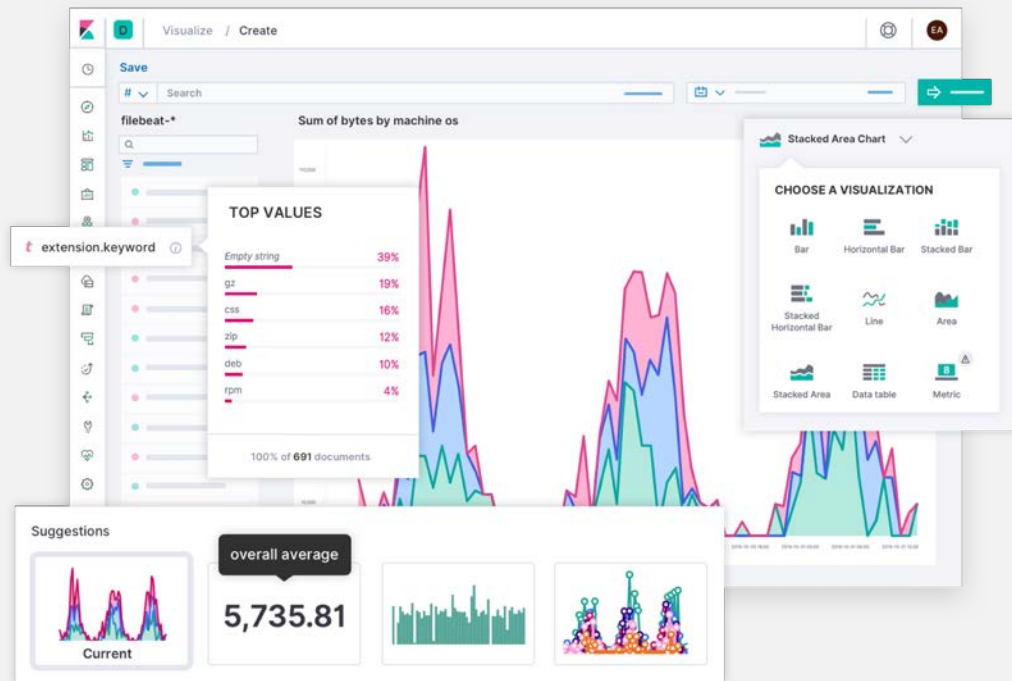 D
Visualize / Create
EA
Save
# Search
filebeat-*
Sum of bytes by machine os
Stacked Area Chart
CHOOSE A VISUALIZATION
Bar
Horizontal Bar
Stacked Bar
Stacked
Horizontal Bar
Line
Area
8
Stacked Area
Data table
Metric
t extension.keyword
TOP VALUES
Empty string 39%
gz 19%
css 16%
zip 12%
deb 10%
rpm 4%
100% of 691 documents
Suggestions
overall average
5,735.81
Current